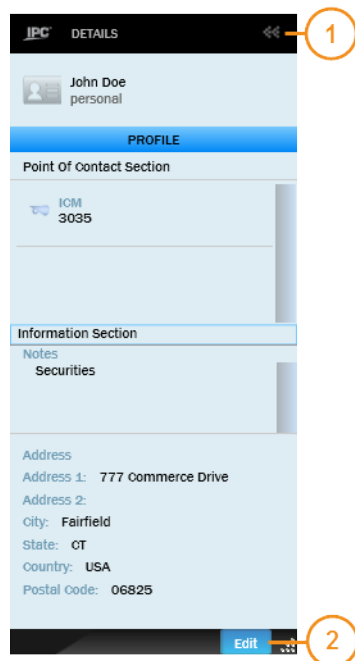 IPC DETAILS
1
John Doe
personal
PROFILE
Point Of Contact Section
ICM
3035
Information Section
Notes
Securities
Address
Address 1: 777 Commerce Drive
Address 2:
City: Fairfield
State: CT
Country: USA
Postal Code: 06825
Edit
2